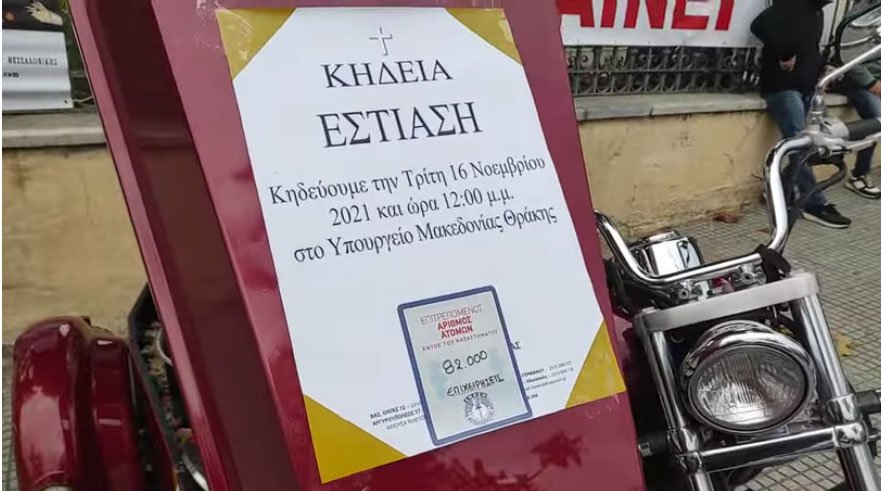 ΘΕΣΣΑΛΟΝΙΚΗΣ
ΑΙΝΕΙ
ΚΗΔΕΙΑ
ΕΣΤΙΑΣΗ
Κηδεύουμε την Τρίτη 16 Νοεμβρίου
2021 και ώρα 12:00 μ.μ.
στο Υπουργείο Μακεδονίας Θράκης
ΕΠΙΤΡΕΠΟΜΕΝΟΣ
ΑΡΙΘΜΟΣ
ΑΤΟΜΩΝ
ΕΝΤΟΣ ΤΟΥ ΚΑΤΑΣΤΗΜΑΤΟΣ
82.000
ΕΠΙΧΕΙΡΗΣΕΙΣ